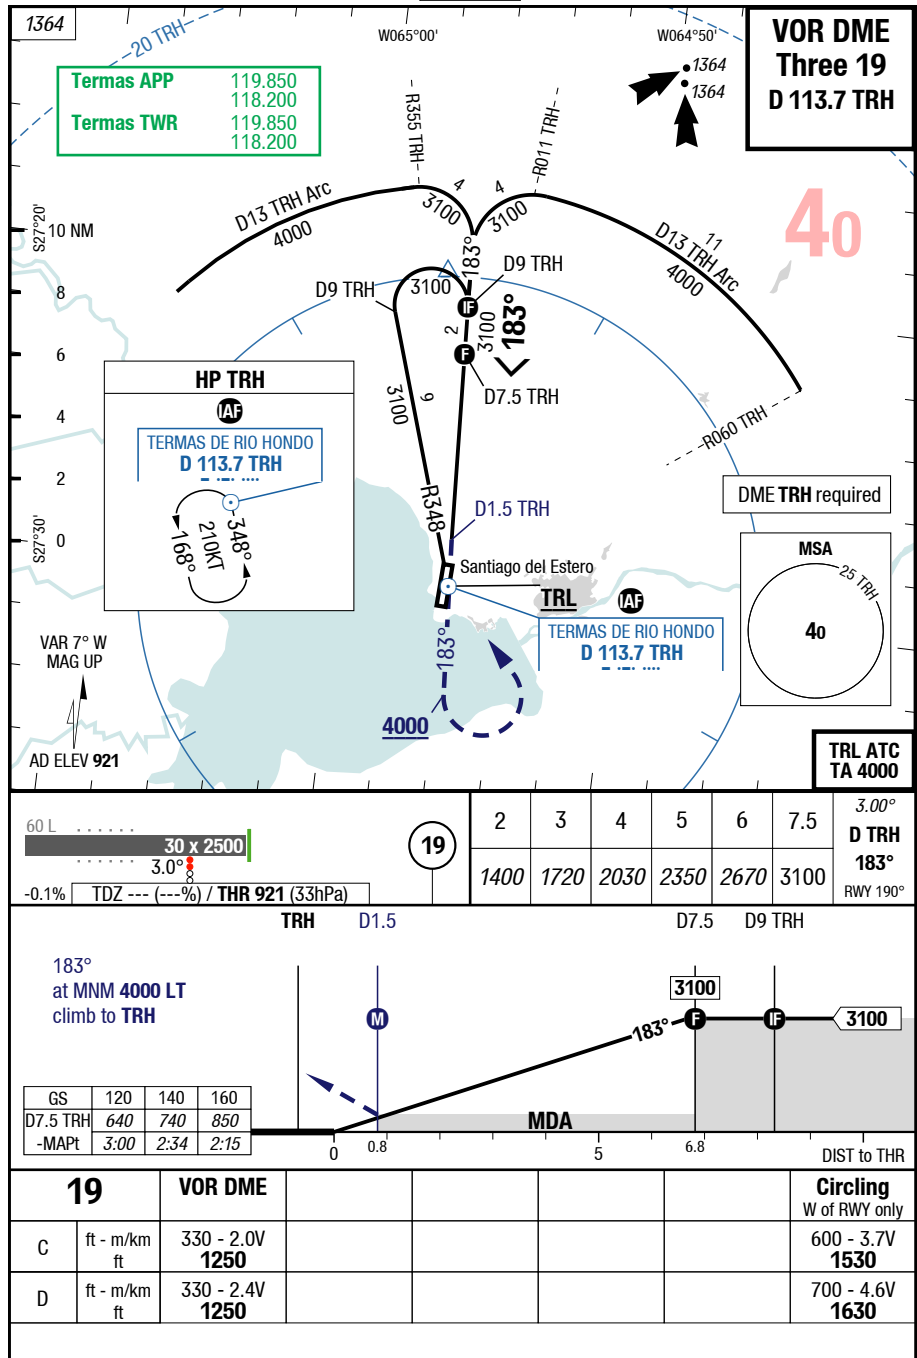 1364
20 TRH
W065°00'
W064°50'
VOR DME
Three 19
D 113.7 TRH
Termas APP 119.850
118.200
Termas TWR 119.850
118.200
1364
1364
R355 TRH
R011 TRH
4
3100
4
3100
D13 TRH Arc
4000
D13 TRH Arc
11
4000
40
S27°20'
10 NM
8
6
4
2
0
S27°30'
183°
D9 TRH
D9 TRH
3100
IF
2
3100
183°
F
D7.5 TRH
9
3100
R348
R060 TRH
HP TRH
IAF
TERMAS DE RIO HONDO
D 113.7 TRH
348°
210KT
168°
D1.5 TRH
DME TRH required
MSA
25 TRH
40
Santiago del Estero
TRL
IAF
TERMAS DE RIO HONDO
D 113.7 TRH
183°
4000
VAR 7° W
MAG UP
AD ELEV 921
TRL ATC
TA 4000
60 L
30 x 2500
3.0°
-0.1%
TDZ --- (---%) / THR 921 (33hPa)
19
2 3 4 5 6 7.5
1400 1720 2030 2350 2670 3100
3.00°
D TRH
183°
RWY 190°
TRH D1.5 D7.5 D9 TRH
183°
at MNM 4000 LT
climb to TRH
M
3100
F
IF
3100
183°
MDA
GS 120 140 160
D7.5 TRH 640 740 850
-MAPt 3:00 2:34 2:15
0 0.8 5 6.8 DIST to THR
19 VOR DME Circling
W of RWY only
C ft - m/km 330 - 2.0V 600 - 3.7V
ft 1250 1530
D ft - m/km 330 - 2.4V 700 - 4.6V
ft 1250 1630